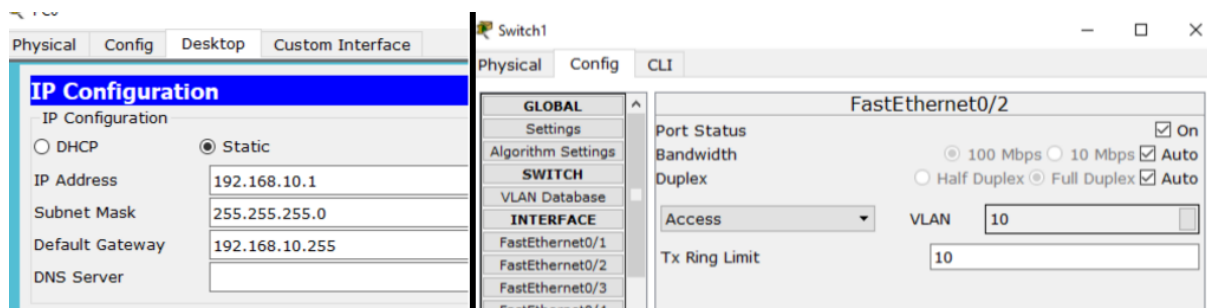 Physical Config Desktop Custom Interface
IP Configuration
IP Configuration
DHCP Static
IP Address 192.168.10.1
Subnet Mask 255.255.255.0
Default Gateway 192.168.10.255
DNS Server
Switch1
Physical Config CLI
GLOBAL
Settings
Algorithm Settings
SWITCH
VLAN Database
INTERFACE
FastEthernet0/1
FastEthernet0/2
FastEthernet0/3
FastEthernet0/2
Port Status On
Bandwidth 100 Mbps 10 Mbps Auto
Duplex Half Duplex Full Duplex Auto
Access VLAN 10
Tx Ring Limit 10